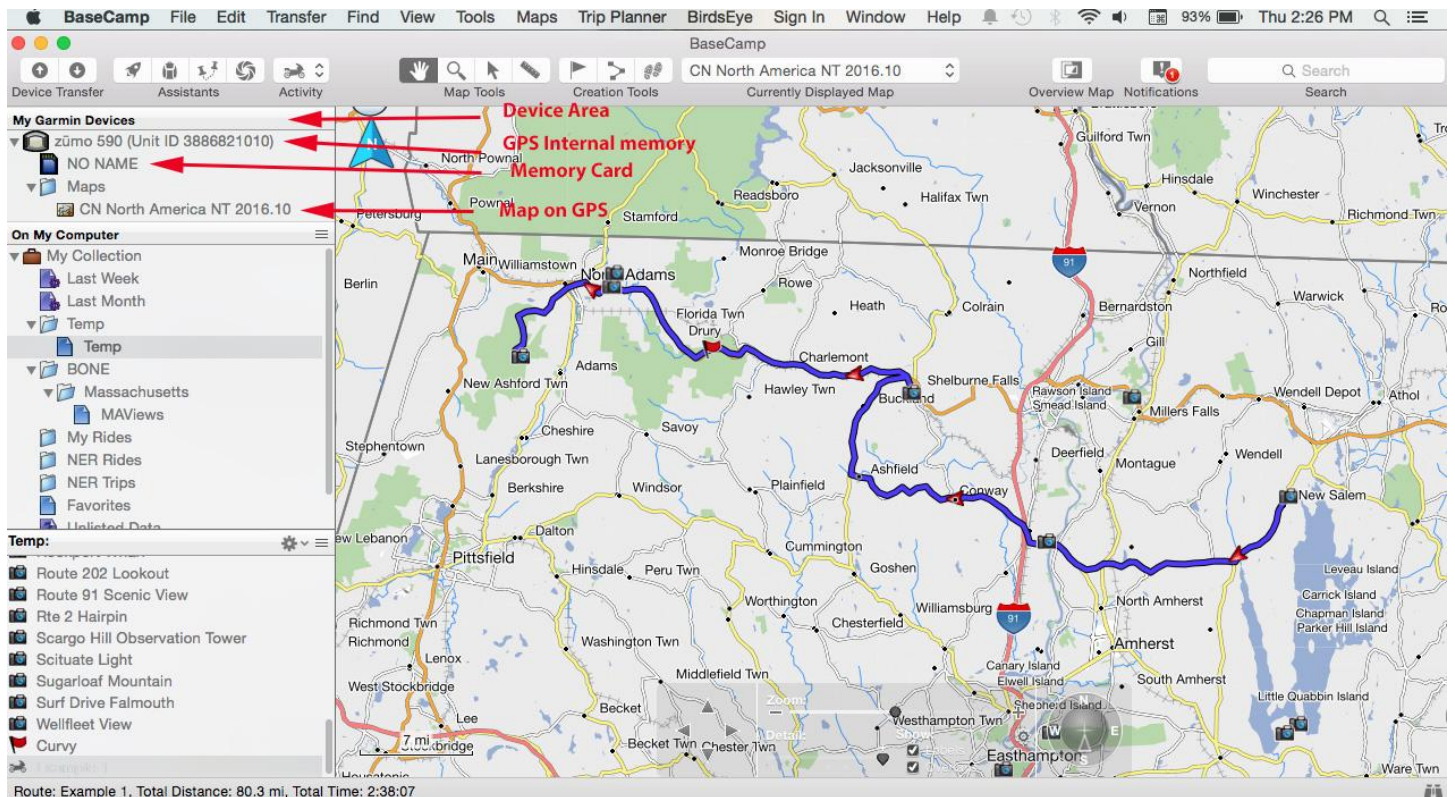 BaseCamp File Edit Transfer Find View Tools Maps Trip Planner BirdsEye Sign In Window Help 93% Thu 2:26 PM
BaseCamp
CN North America NT 2016.10
Search
Device Transfer Assistants Activity Map Tools Creation Tools Currently Displayed Map Overview Map Notifications Search
1
My Garmin Devices
zümo 590 (Unit ID 3886821010)
NO NAME
Maps
CN North America NT 2016.10
Device Area
GPS Internal memory
Memory Card
Map on GPS
On My Computer
My Collection
Last Week
Last Month
Temp
Temp
BONE
Massachusetts
MAViews
My Rides
NER Rides
NER Trips
Favorites
Unlisted Data
Temp:
Route 202 Lookout
Route 91 Scenic View
Rte 2 Hairpin
Scargo Hill Observation Tower
Scituate Light
Sugarloaf Mountain
Surf Drive Falmouth
Wellfleet View
Curvy
N
North Pownal
Pownal
Petersburg
Stamford
Readsboro
Jacksonville
Halifax Twn
Guilford Twn
Hinsdale
Vernon
Winchester
Richmond Twn
Monroe Bridge
Main
Williamstown
North Adams
Berlin
Rowe
Heath
Colrain
91
Northfield
Bernardston
Warwick
Florida Twn
Drury
Gill
Adams
Charlemont
New Ashford Twn
Hawley Twn
Shelburne Falls
Buckland
Rawson Island
Smead Island
Millers Falls
Wendell Depot
Athol
Cheshire
Savoy
Stephentown
Lanesborough Twn
Ashfield
Deerfield
Montague
Wendell
Berkshire
Windsor
Plainfield
Conway
New Salem
Dalton
Pittsfield
Hinsdale
Peru Twn
Cummington
Goshen
Leveau Island
Carrick Island
Chapman Island
Parker Hill Island
Worthington
Williamsburg
91
North Amherst
Richmond Twn
Richmond
Washington Twn
Chesterfield
Amherst
Lenox
Middlefield Twn
Canary Island
Elwell Island
South Amherst
West Stockbridge
Becket
Zoom:
Shepherd Island
Little Quabbin Island
Lee
Westhampton Twn
7 mi
Becket Twn
Chester Twn
Detail:
Show
Easthampton
N
W
E
S
Housatonic
Ware Twn
Route: Example 1, Total Distance: 80.3 mi, Total Time: 2:38:07